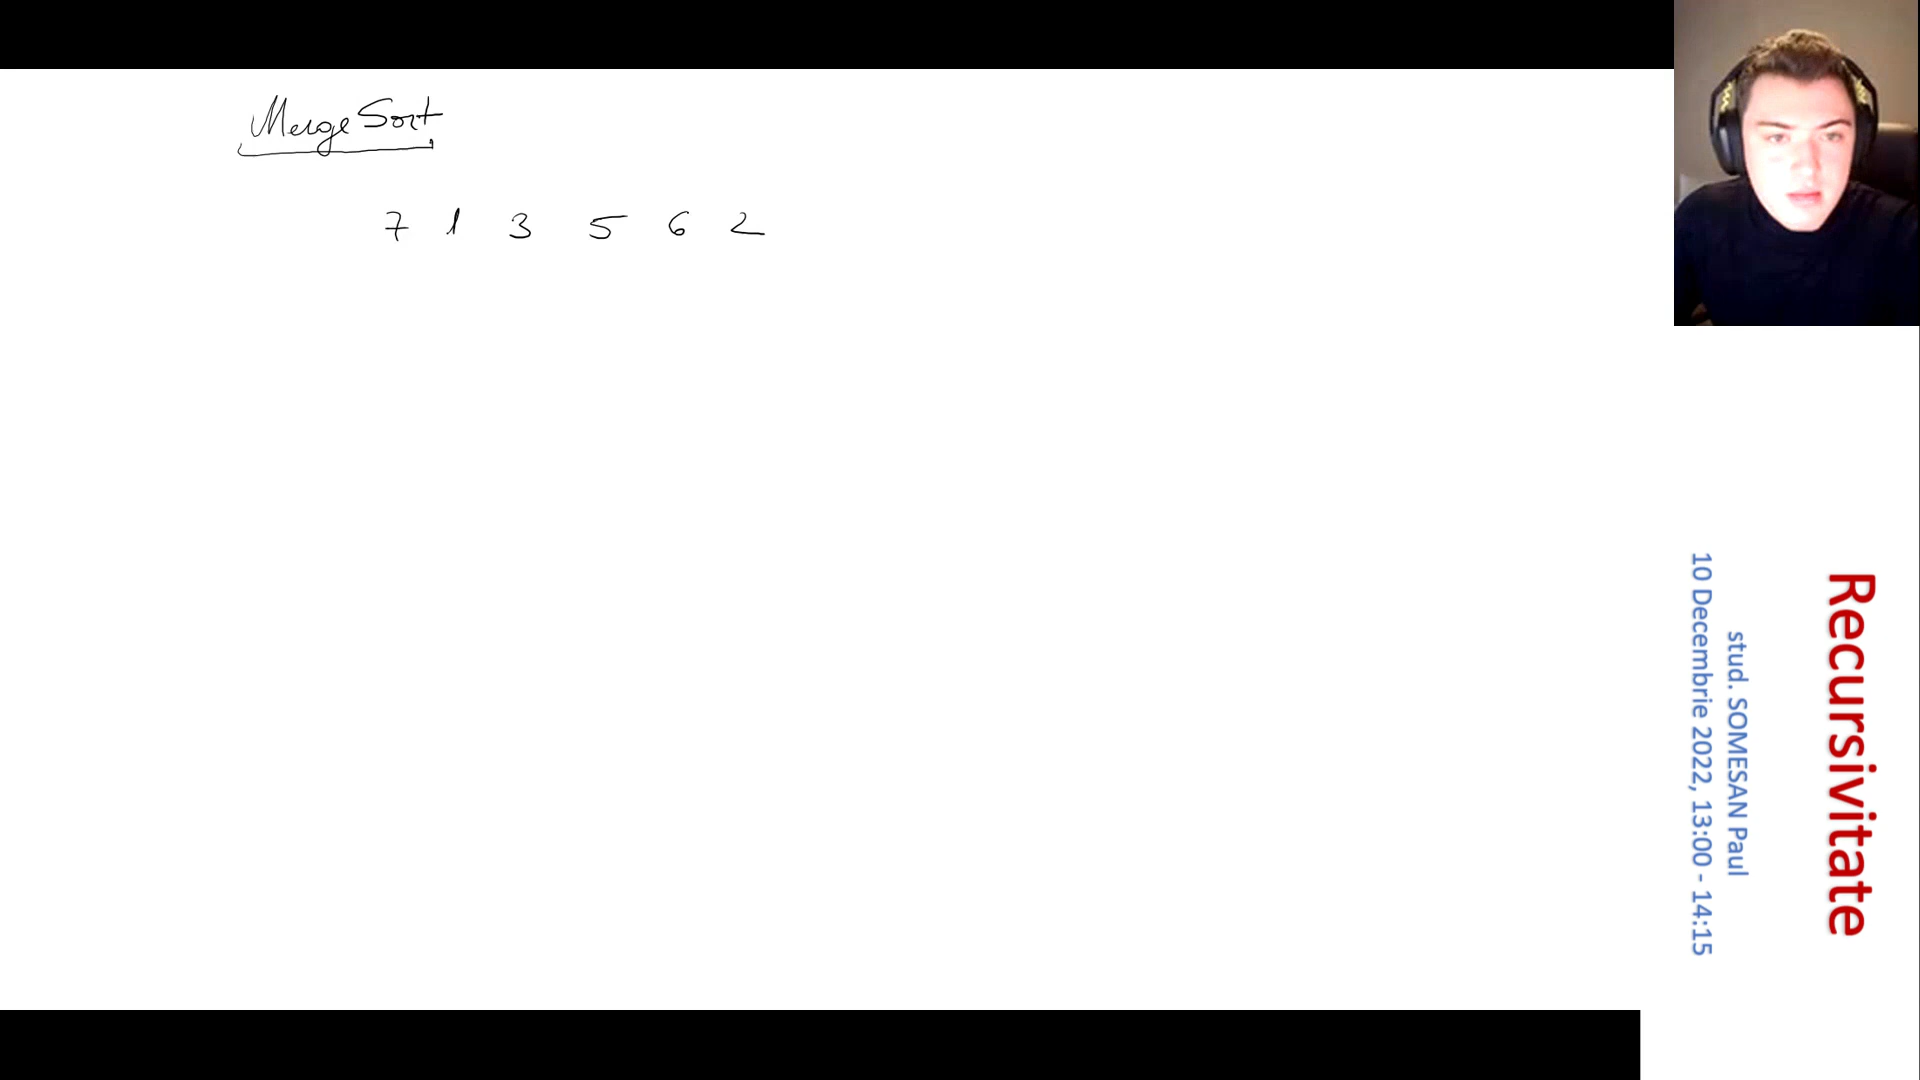 Merge Sort
7 1 3 5 6 2
Recursivitate
stud. SOMESAN Paul
10 Decembrie 2022, 13:00 - 14:15